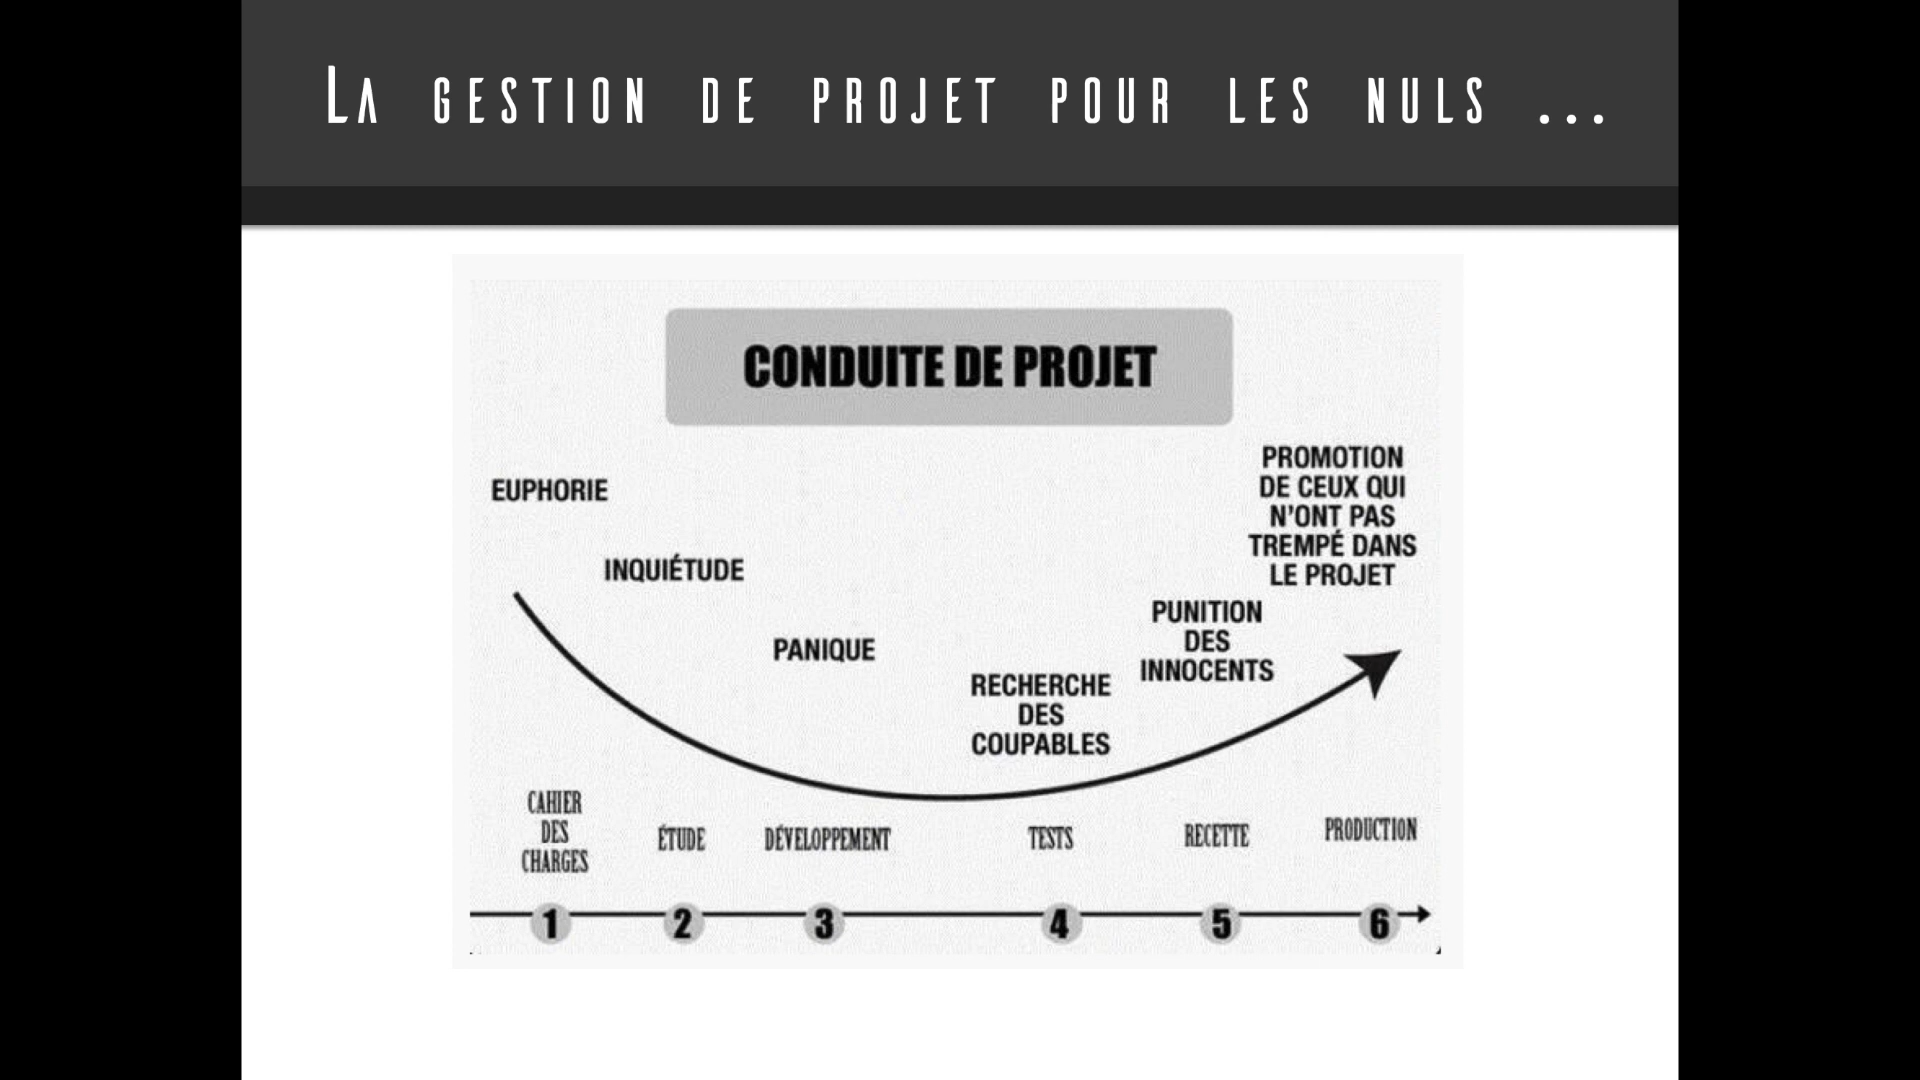 La gestion de projet pour les nuls ...
CONDUITE DE PROJET
EUPHORIE
INQUIÉTUDE
PANIQUE
RECHERCHE
DES
COUPABLES
PUNITION
DES
INNOCENTS
PROMOTION
DE CEUX QUI
N'ONT PAS
TREMPÉ DANS
LE PROJET
CAHIER
DES
CHARGES
ÉTUDE
DÉVELOPPEMENT
TESTS
RECETTE
PRODUCTION
1 2 3 4 5 6